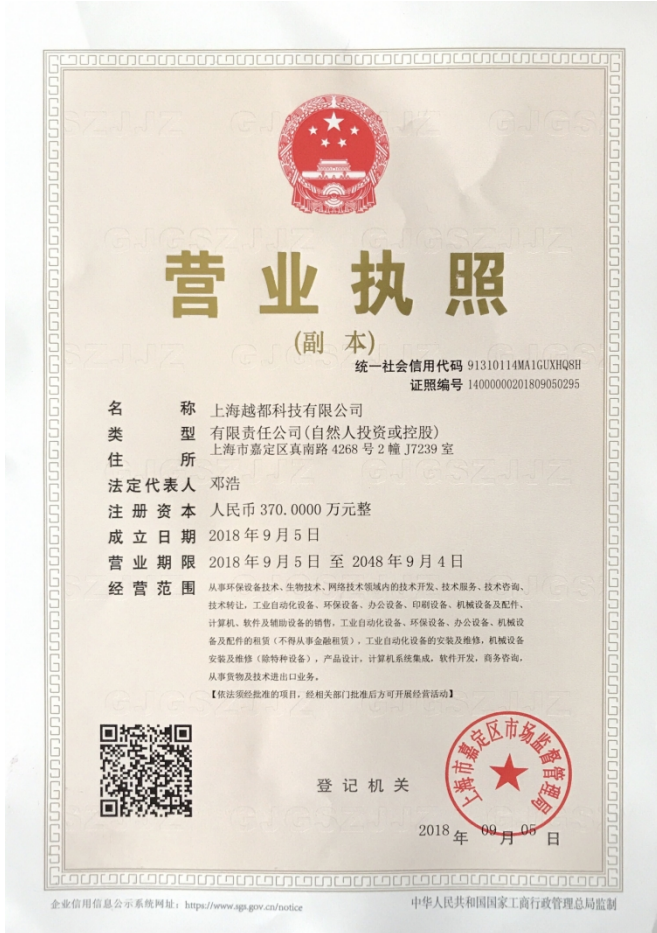 营业执照
(副 本)
统一社会信用代码 91310114MA1GUXHQ8H
证照编号 14000000201809050295
名 称 上海越都科技有限公司
类 型 有限责任公司(自然人投资或控股)
住 所 上海市嘉定区真南路4268号2幢J7239室
法定代表人 邓浩
注册资本 人民币370.0000万元整
成立日期 2018年9月5日
营业期限 2018年9月5日 至 2048年9月4日
经营范围 从事环保设备技术、生物技术、网络技术领域内的技术开发、技术服务、技术咨询、
技术转让，工业自动化设备、环保设备、办公设备、印刷设备、机械设备及配件、
计算机、软件及辅助设备的销售，工业自动化设备、环保设备、办公设备、机械设
备及配件的租赁（不得从事金融租赁），工业自动化设备的安装及维修，机械设备
安装及维修（除特种设备），产品设计，计算机系统集成，软件开发，商务咨询，
从事货物及技术进出口业务。
【依法须经批准的项目，经相关部门批准后方可开展经营活动】
登记机关
上海市嘉定区市场监督管理局
2018年09月05日
企业信用信息公示系统网址：https://www.sgs.gov.cn/notice
中华人民共和国国家工商行政管理总局监制